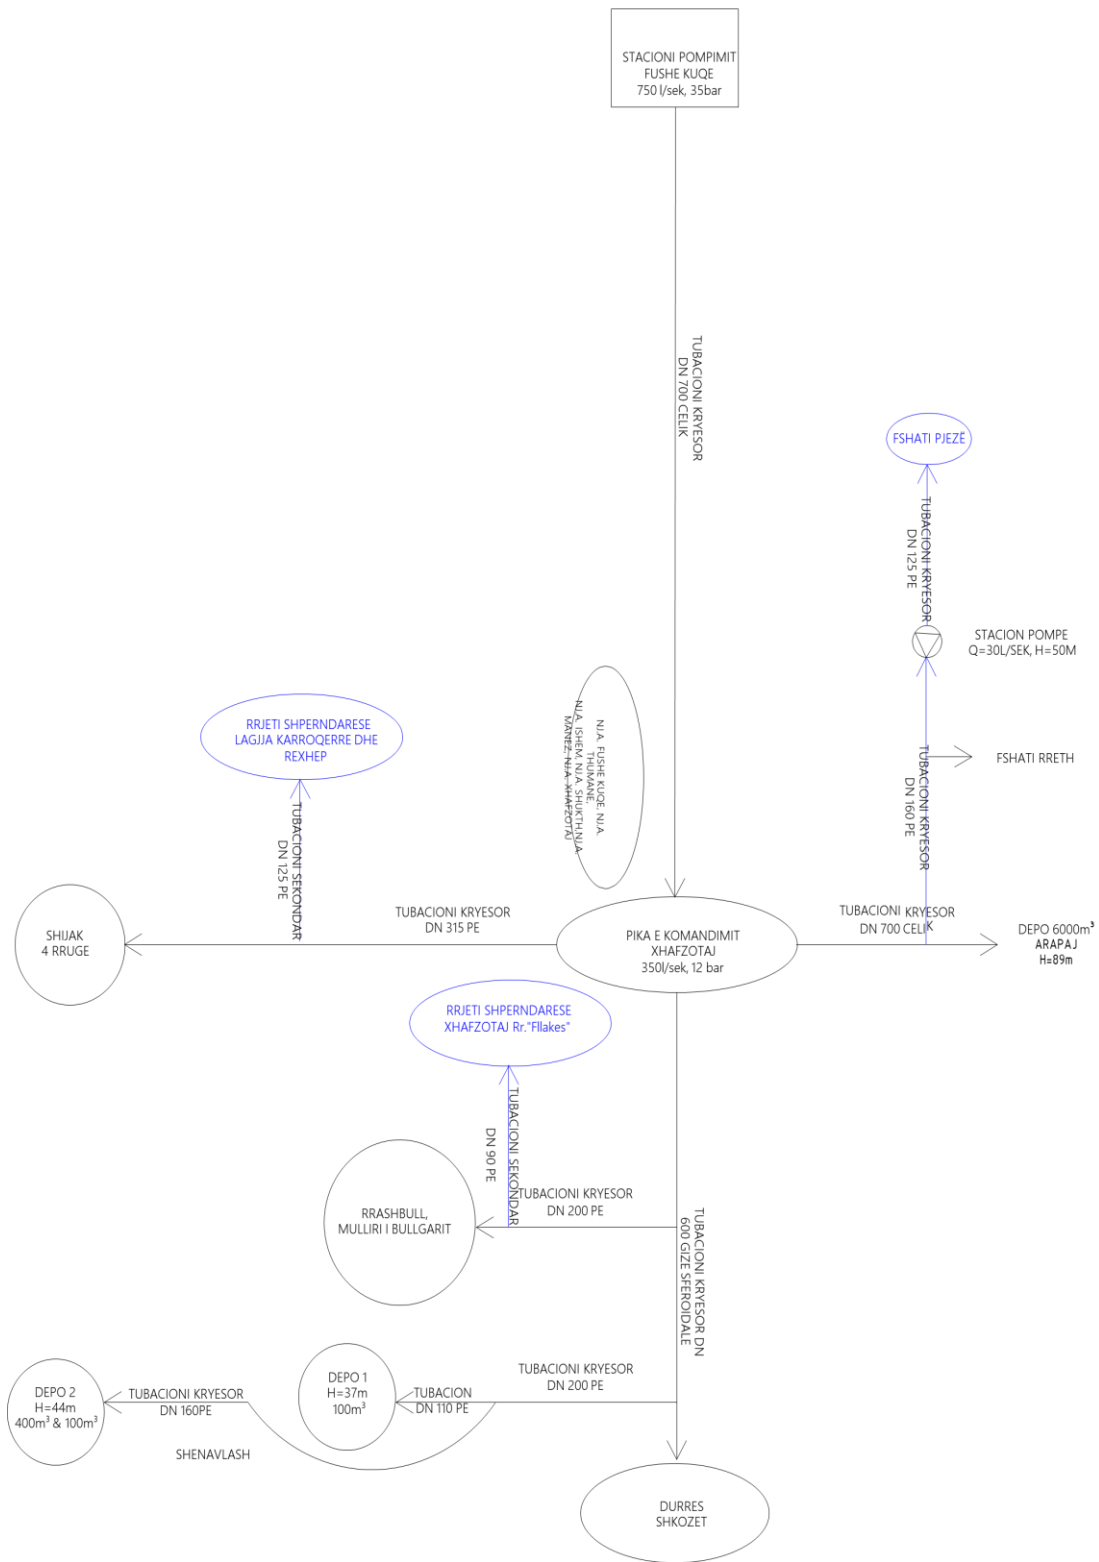 STACIONI POMPIMIT
FUSHE KUQE
750 l/sek, 35bar
TUBACIONI KRYESOR
DN 700 CELIK
FSHATI PJEZË
TUBACIONI KRYESOR
DN 125 PE
STACION POMPE
Q=30L/SEK, H=50M
FSHATI RRETH
TUBACIONI KRYESOR
DN 160 PE
RRJETI SHPERNDARESE
LAGJJA KARROQERRE DHE
REXHEP
TUBACIONI SEKONDAR
DN 125 PE
NJ.A. FUSHE KUQE, NJ.A.
THUMANE,
NJ.A. ISHEM, NJ.A. SHUKTH,NJ.A.
MANEZ, NJ.A. XHAFZOTAJ
SHIJAK
4 RRUGE
TUBACIONI KRYESOR
DN 315 PE
PIKA E KOMANDIMIT
XHAFZOTAJ
350l/sek, 12 bar
TUBACIONI KRYESOR
DN 700 CELIK
DEPO 6000m³
ARAPAJ
H=89m
RRJETI SHPERNDARESE
XHAFZOTAJ Rr."Fllakes"
TUBACIONI SEKONDAR
DN 90 PE
RRASHBULL,
MULLIRI I BULLGARIT
TUBACIONI KRYESOR
DN 200 PE
TUBACIONI KRYESOR DN
600 GIZE SFEROIDALE
DEPO 2
H=44m
400m³ & 100m³
TUBACIONI KRYESOR
DN 160PE
SHENAVLASH
DEPO 1
H=37m
100m³
TUBACION
DN 110 PE
TUBACIONI KRYESOR
DN 200 PE
DURRES
SHKOZET